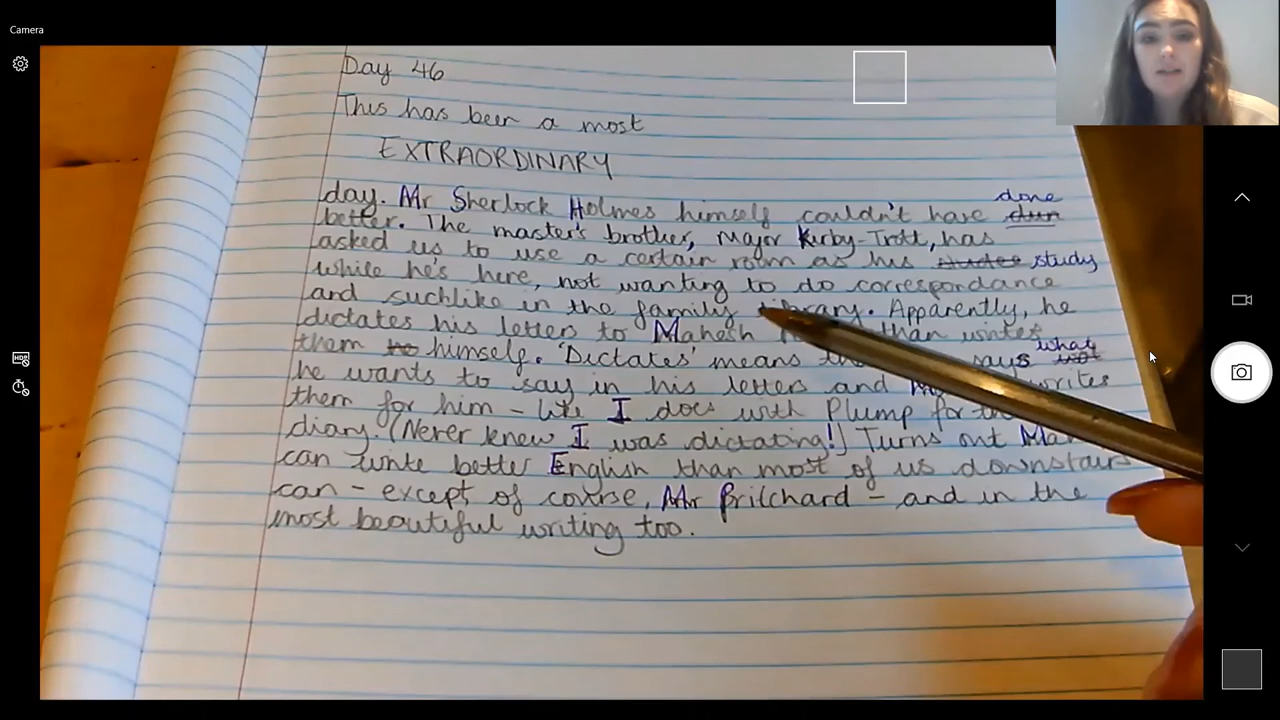 Camera
Day 46
This has been a most
EXTRAORDINARY
day. Mr Sherlock Holmes himself couldn't have dun done
better. The master's brother, Major Kirby-Trott, has
asked us to use a certain room as his study
while he's here, not wanting to do correspondance
and suchlike in the family library. Apparently, he
dictates his letters to Mahesh than writes
them to himself. 'Dictates' means says wot what
he wants to say in his letters and writes
them for him - like I does with Plump for
diary. (Never knew I was dictating!) Turns out
can write better English than most of us downstairs
can - except of course, Mr Pritchard - and in the
most beautiful writing too.
HDR